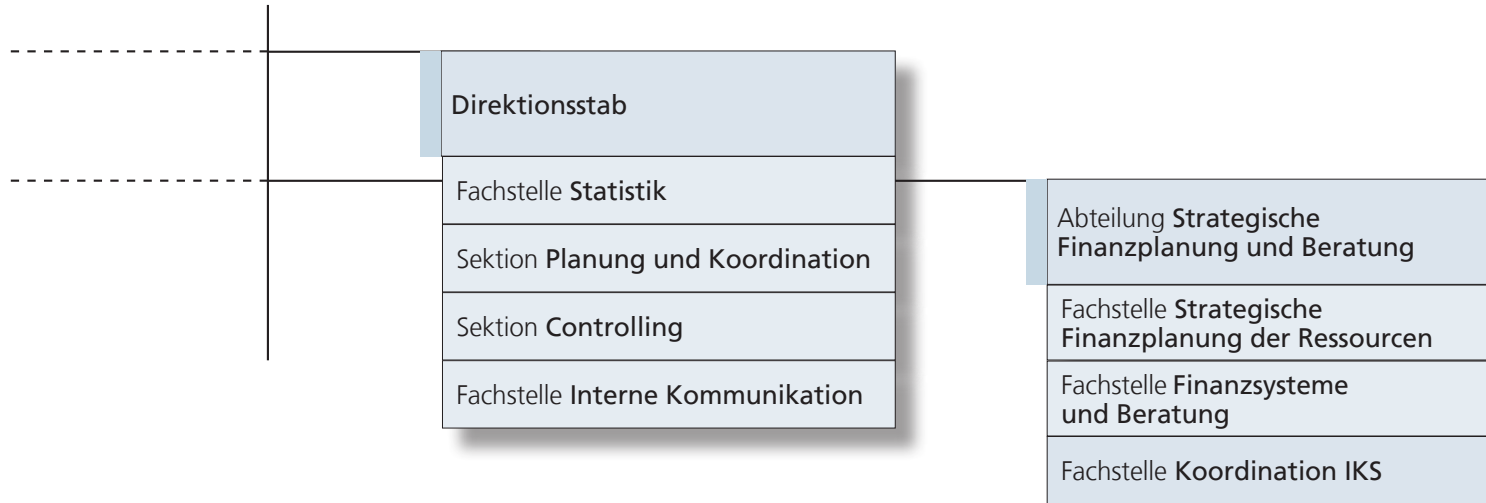 Direktionsstab
Fachstelle Statistik
Sektion Planung und Koordination
Sektion Controlling
Fachstelle Interne Kommunikation
Abteilung Strategische
Finanzplanung und Beratung
Fachstelle Strategische
Finanzplanung der Ressourcen
Fachstelle Finanzsysteme
und Beratung
Fachstelle Koordination IKS